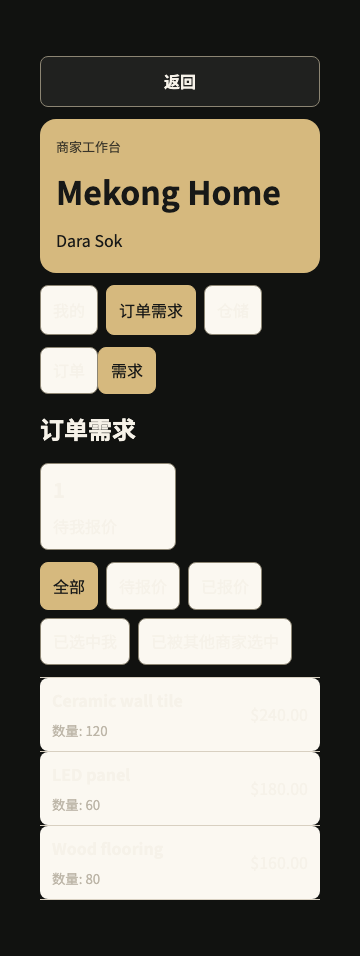 返回
商家工作台
Mekong Home
Dara Sok
我的 订单需求 仓储
订单 需求
订单需求
1
待我报价
全部 待报价 已报价
已选中我 已被其他商家选中
Ceramic wall tile
$240.00
数量: 120
LED panel
$180.00
数量: 60
Wood flooring
$160.00
数量: 80